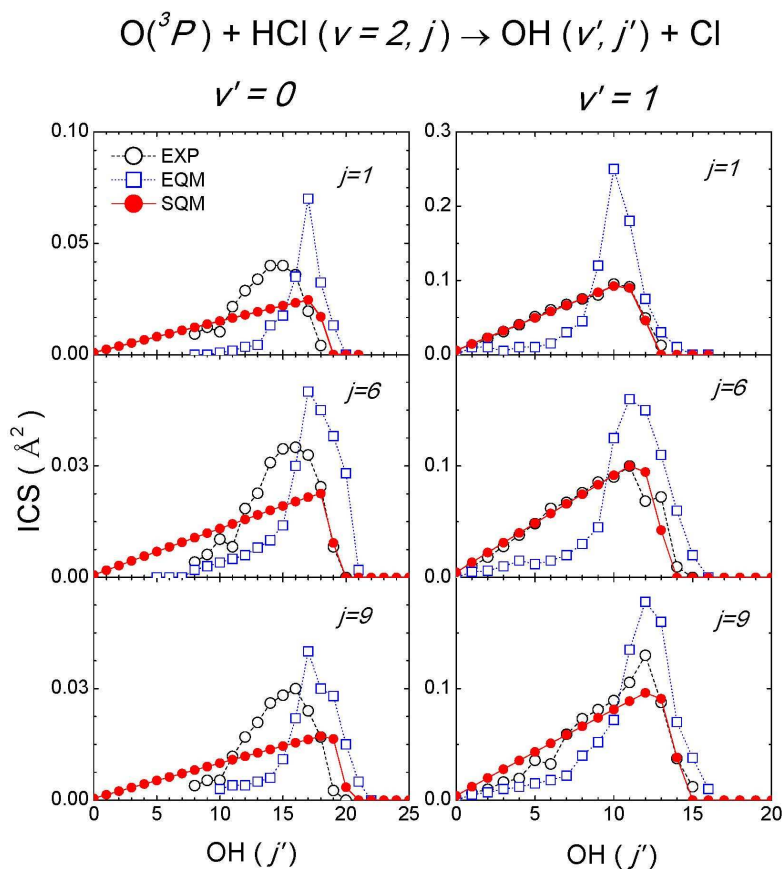 O(³P) + HCl (v = 2, j) → OH (v′, j′) + Cl
v′ = 0
v′ = 1
0.10
0.05
0.00
EXP
EQM
SQM
j=1
0.3
0.2
0.1
0.0
j=1
0.03
0.00
j=6
0.1
0.0
j=6
0.03
0.00
j=9
0.1
0.0
j=9
ICS ( Å² )
0 5 10 15 20 25
0 5 10 15 20
OH ( j′ )
OH ( j′ )